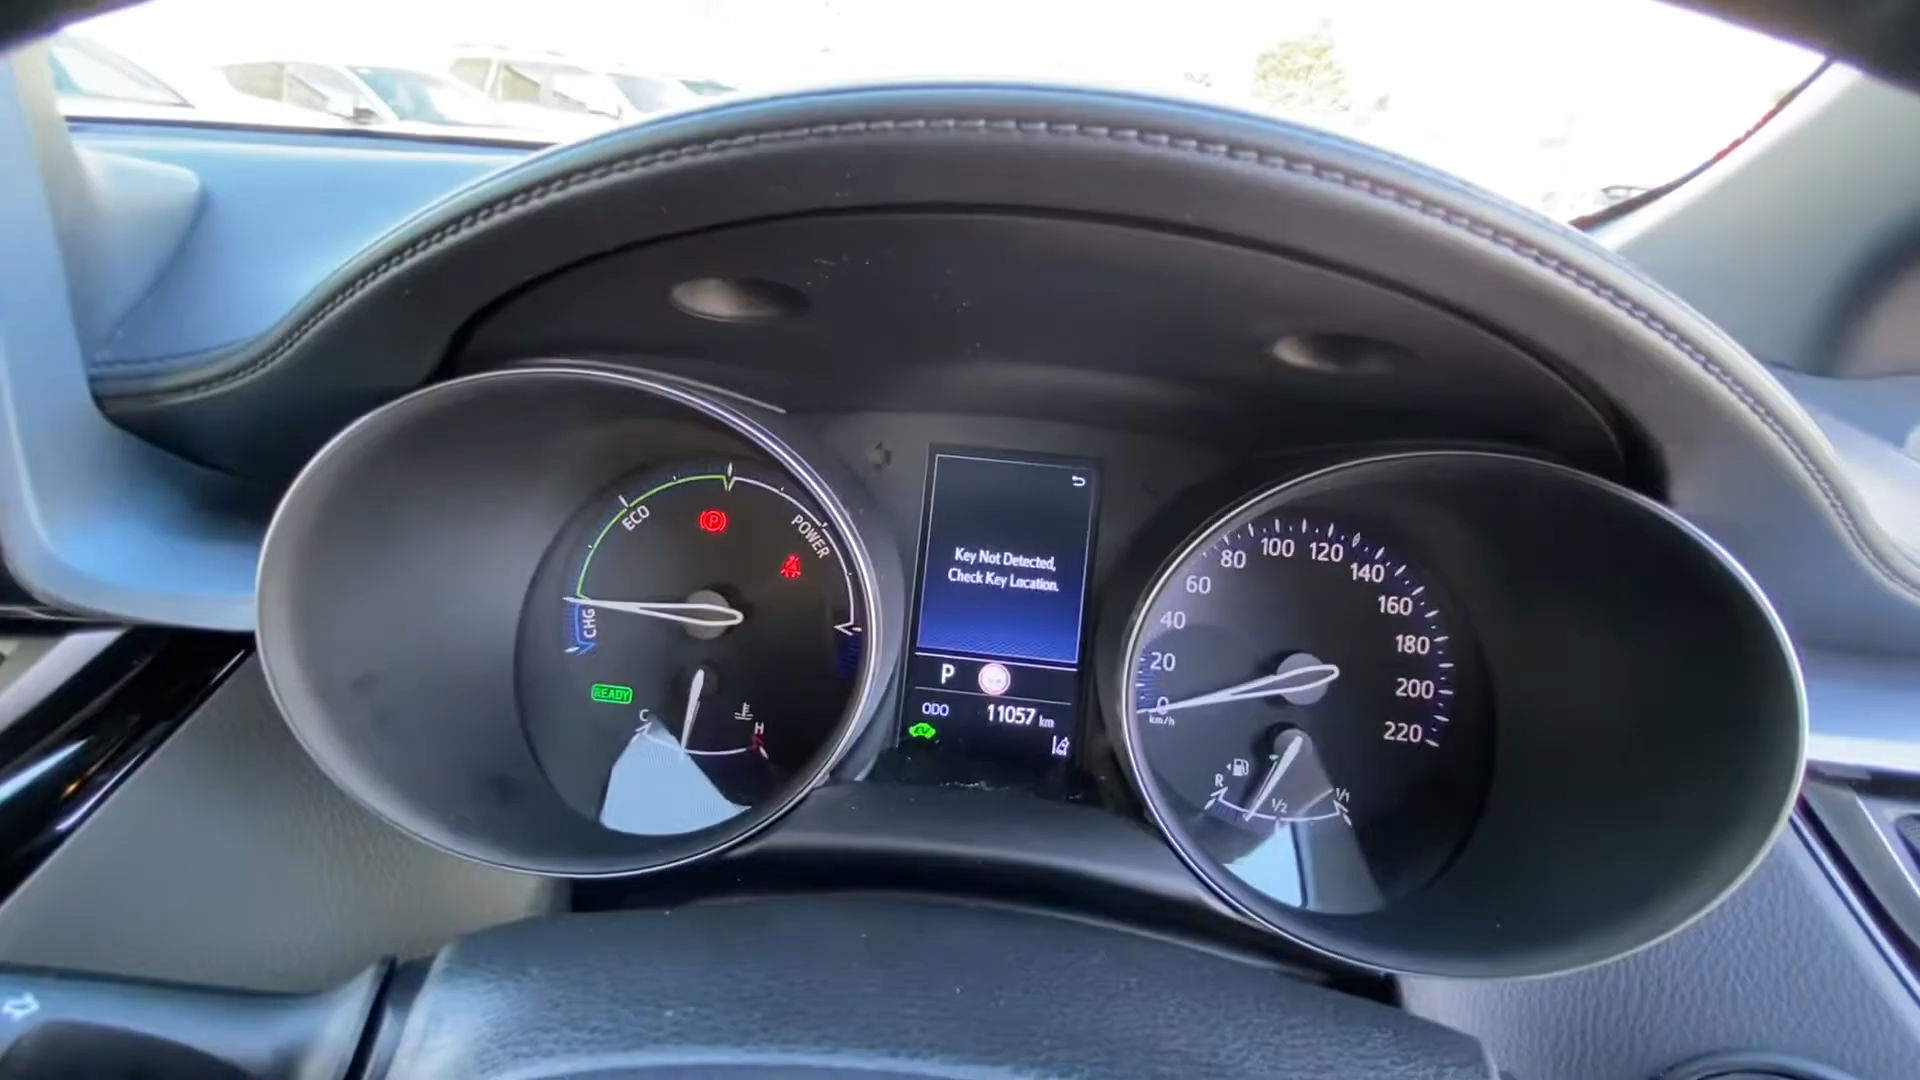 ECO
POWER
CHG
READY
C
H
P
Key Not Detected,
Check Key Location.
P
ODO 11057 km
EV
0
20
40
60
80
100
120
140
160
180
200
220
km/h
R
1/2
1/1